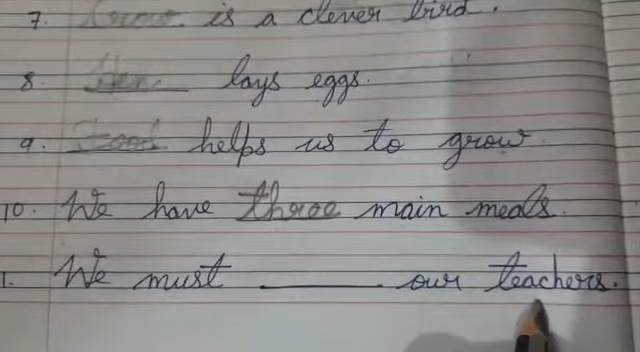 7. Crow is a clever bird.
8. Hen lays eggs.
9. Food helps us to grow.
10. We have three main meals.
1. We must ______ our teachers.